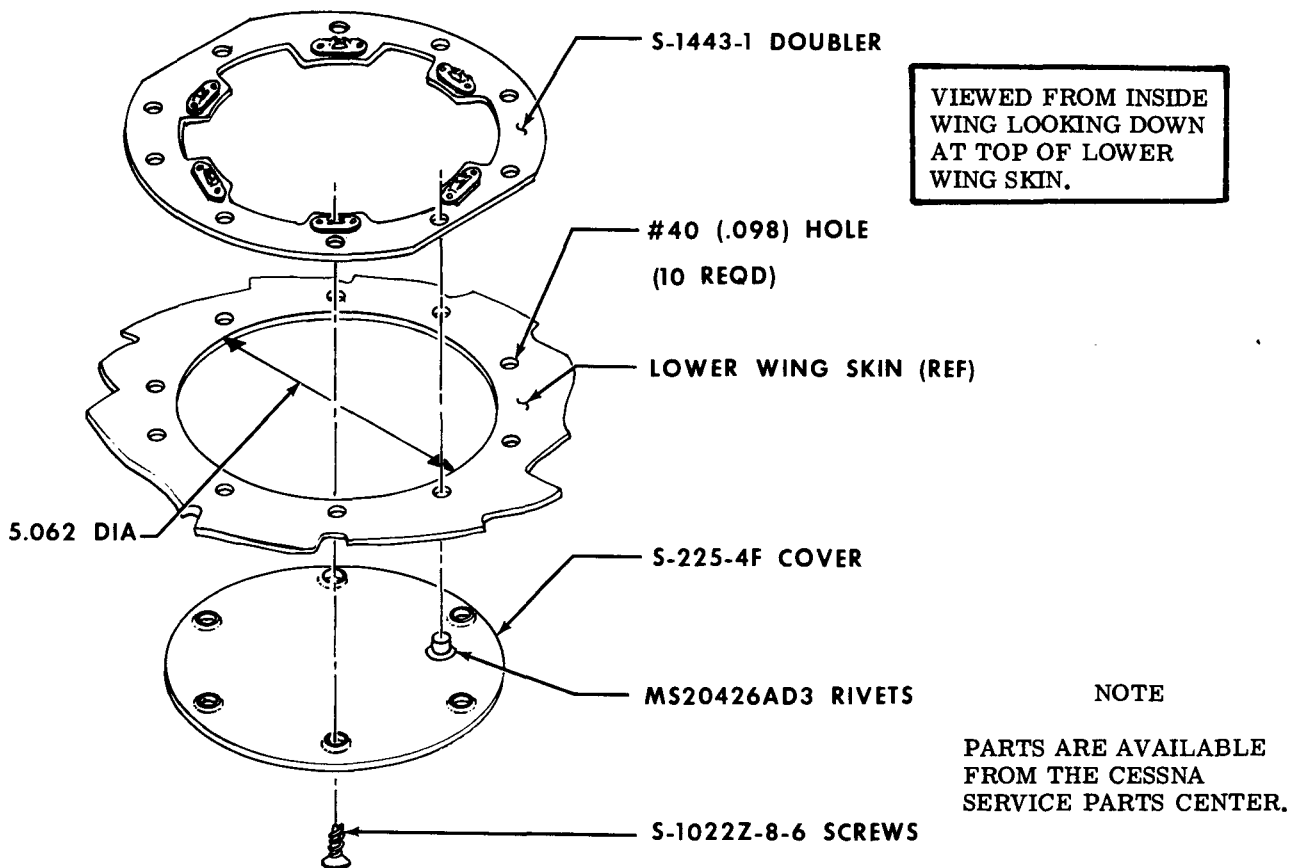 S-1443-1 DOUBLER
VIEWED FROM INSIDE
WING LOOKING DOWN
AT TOP OF LOWER
WING SKIN.
#40 (.098) HOLE
(10 REQD)
LOWER WING SKIN (REF)
5.062 DIA
S-225-4F COVER
MS20426AD3 RIVETS
NOTE
PARTS ARE AVAILABLE
FROM THE CESSNA
SERVICE PARTS CENTER.
S-1022Z-8-6 SCREWS